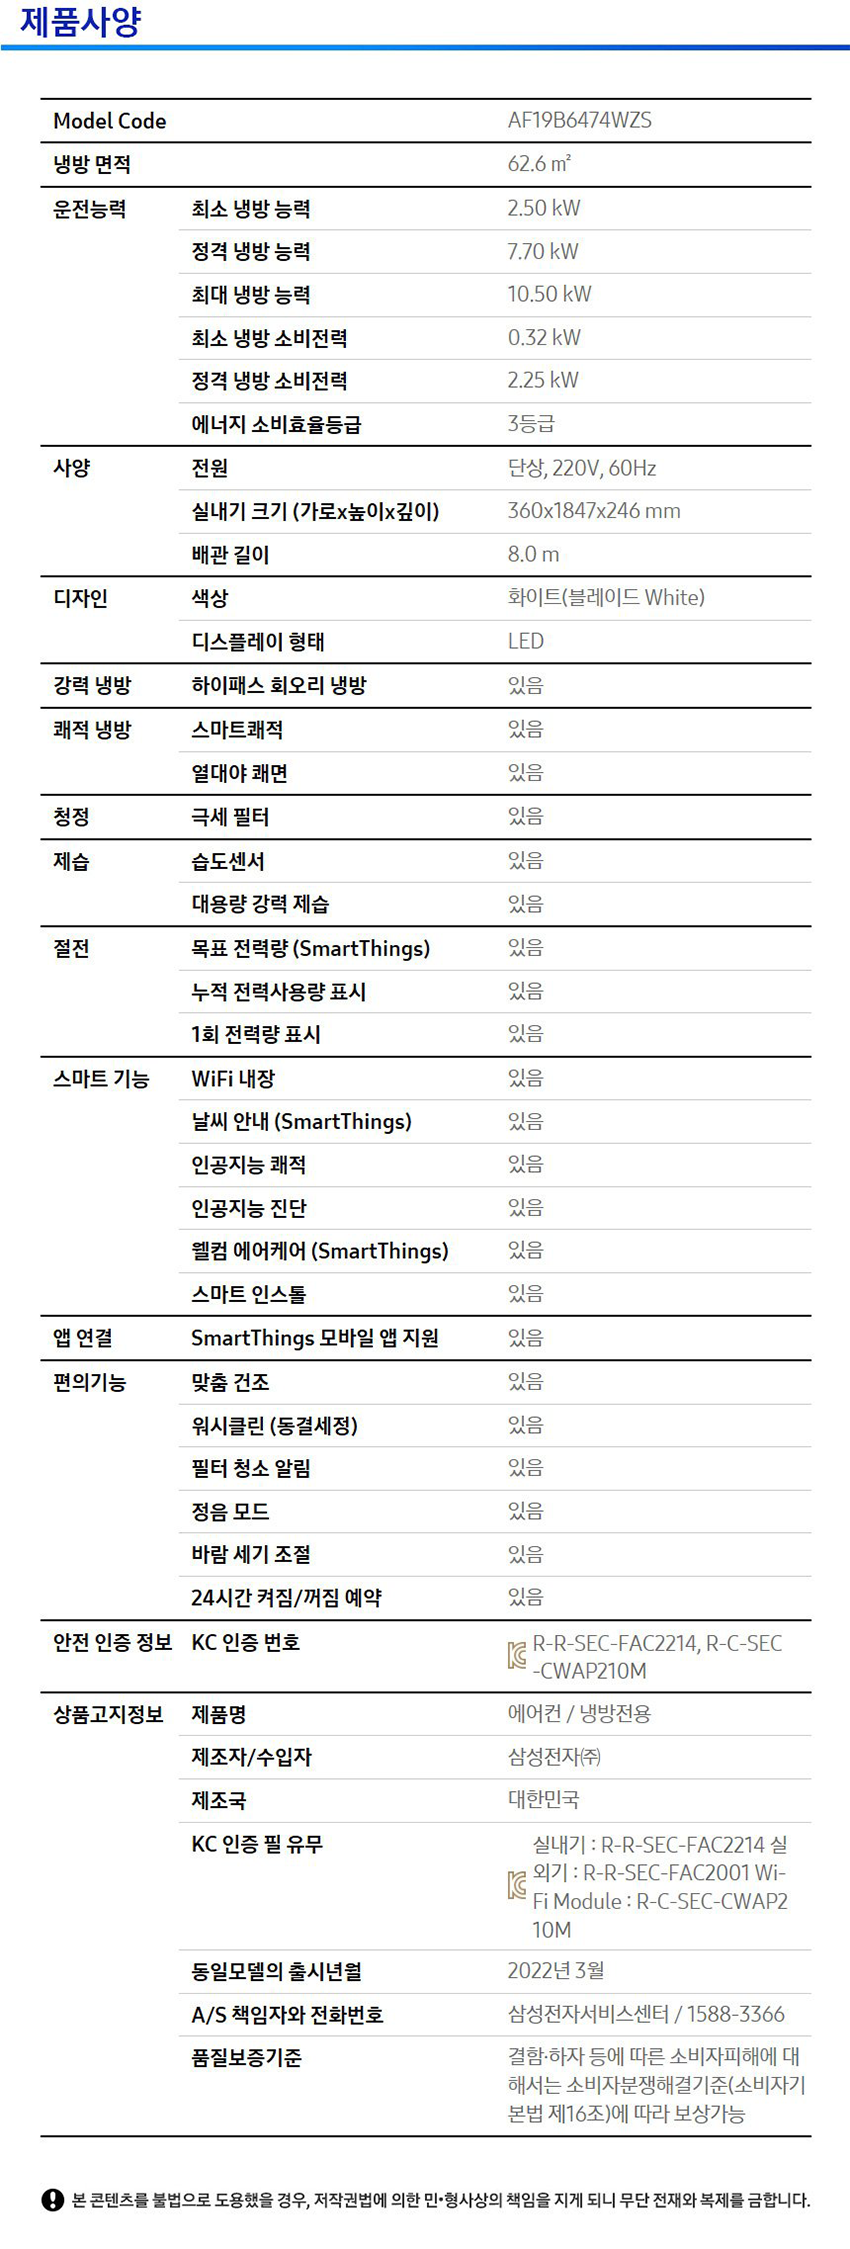 제품사양
Model Code AF19B6474WZS
냉방 면적 62.6 ㎡
운전능력 최소 냉방 능력 2.50 kW
정격 냉방 능력 7.70 kW
최대 냉방 능력 10.50 kW
최소 냉방 소비전력 0.32 kW
정격 냉방 소비전력 2.25 kW
에너지 소비효율등급 3등급
사양 전원 단상, 220V, 60Hz
실내기 크기 (가로x높이x깊이) 360x1847x246 mm
배관 길이 8.0 m
디자인 색상 화이트(블레이드 White)
디스플레이 형태 LED
강력 냉방 하이패스 회오리 냉방 있음
쾌적 냉방 스마트쾌적 있음
열대야 쾌면 있음
청정 극세 필터 있음
제습 습도센서 있음
대용량 강력 제습 있음
절전 목표 전력량 (SmartThings) 있음
누적 전력사용량 표시 있음
1회 전력량 표시 있음
스마트 기능 WiFi 내장 있음
날씨 안내 (SmartThings) 있음
인공지능 쾌적 있음
인공지능 진단 있음
웰컴 에어케어 (SmartThings) 있음
스마트 인스톨 있음
앱 연결 SmartThings 모바일 앱 지원 있음
편의기능 맞춤 건조 있음
워시클린 (동결세정) 있음
필터 청소 알림 있음
정음 모드 있음
바람 세기 조절 있음
24시간 켜짐/꺼짐 예약 있음
안전 인증 정보 KC 인증 번호 R-R-SEC-FAC2214, R-C-SEC
-CWAP210M
상품고지정보 제품명 에어컨 / 냉방전용
제조자/수입자 삼성전자㈜
제조국 대한민국
KC 인증 필 유무 실내기 : R-R-SEC-FAC2214 실
외기 : R-R-SEC-FAC2001 Wi-
Fi Module : R-C-SEC-CWAP2
10M
동일모델의 출시년월 2022년 3월
A/S 책임자와 전화번호 삼성전자서비스센터 / 1588-3366
품질보증기준 결함·하자 등에 따른 소비자피해에 대
해서는 소비자분쟁해결기준(소비자기
본법 제16조)에 따라 보상가능
본 콘텐츠를 불법으로 도용했을 경우, 저작권법에 의한 민•형사상의 책임을 지게 되니 무단 전재와 복제를 금합니다.